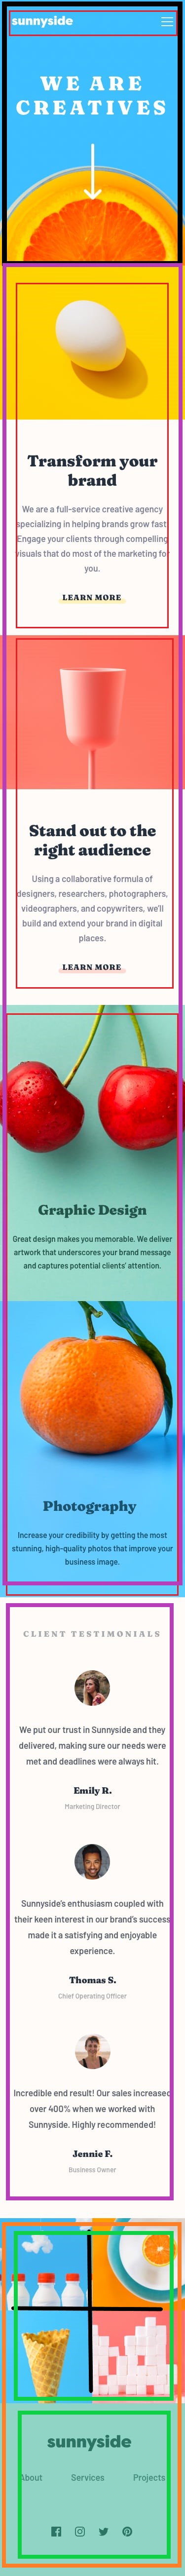 sunnyside
WE ARE
CREATIVES
Transform your
brand
We are a full-service creative agency
specializing in helping brands grow fast.
Engage your clients through compelling
visuals that do most of the marketing for
you.
LEARN MORE
Stand out to the
right audience
Using a collaborative formula of
designers, researchers, photographers,
videographers, and copywriters, we'll
build and extend your brand in digital
places.
LEARN MORE
Graphic Design
Great design makes you memorable. We deliver
artwork that underscores your brand message
and captures potential clients' attention.
Photography
Increase your credibility by getting the most
stunning, high-quality photos that improve your
business image.
CLIENT TESTIMONIALS
We put our trust in Sunnyside and they
delivered, making sure our needs were
met and deadlines were always hit.
Emily R.
Marketing Director
Sunnyside's enthusiasm coupled with
their keen interest in our brand's success
made it a satisfying and enjoyable
experience.
Thomas S.
Chief Operating Officer
Incredible end result! Our sales increased
over 400% when we worked with
Sunnyside. Highly recommended!
Jennie F.
Business Owner
sunnyside
About Services Projects